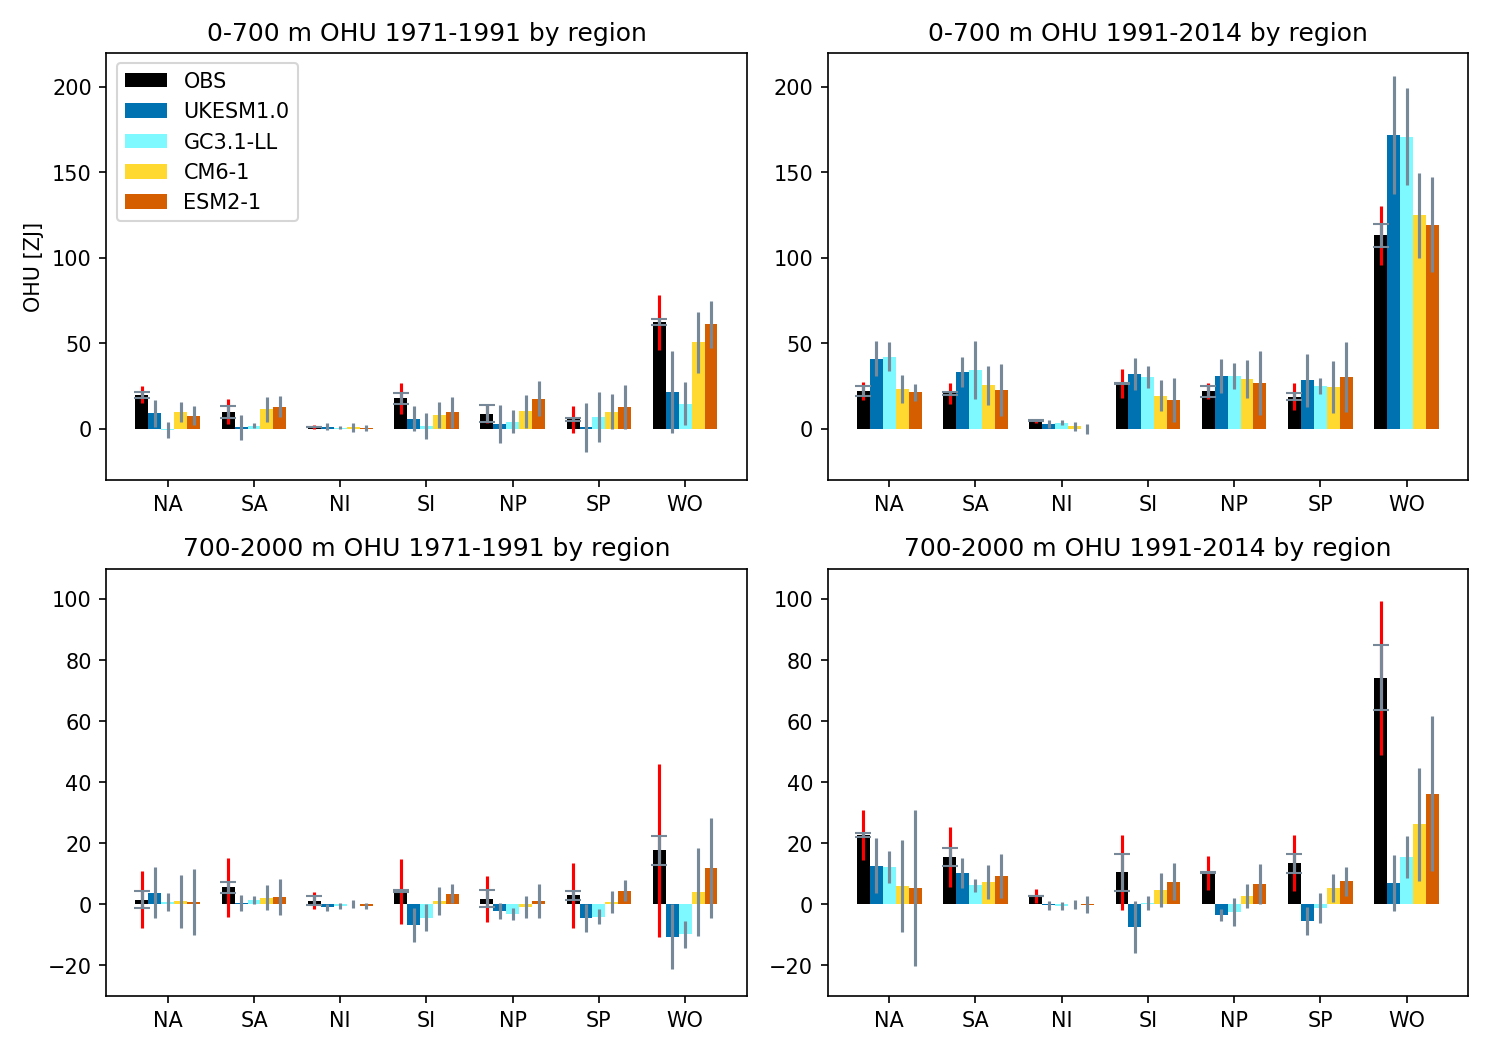 0-700 m OHU 1971-1991 by region
OHU [ZJ]
200
150
100
50
0
OBS
UKESM1.0
GC3.1-LL
CM6-1
ESM2-1
NA SA NI SI NP SP WO
0-700 m OHU 1991-2014 by region
200
150
100
50
0
NA SA NI SI NP SP WO
700-2000 m OHU 1971-1991 by region
100
80
60
40
20
0
−20
NA SA NI SI NP SP WO
700-2000 m OHU 1991-2014 by region
100
80
60
40
20
0
−20
NA SA NI SI NP SP WO